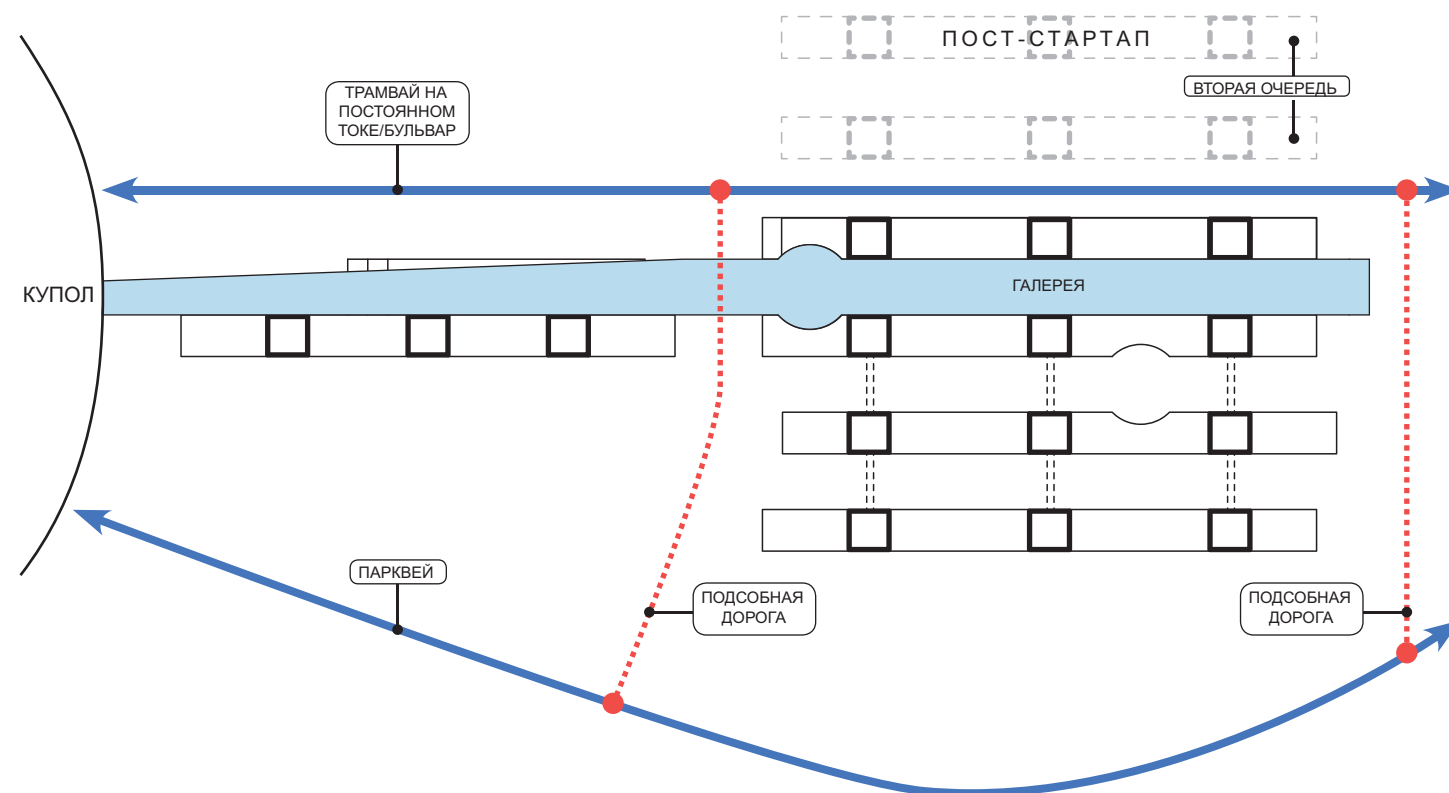 ПОСТ-СТАРТАП
ВТОРАЯ ОЧЕРЕДЬ
ТРАМВАЙ НА
ПОСТОЯННОМ
ТОКЕ/БУЛЬВАР
КУПОЛ
ГАЛЕРЕЯ
ПАРКВЕЙ
ПОДСОБНАЯ
ДОРОГА
ПОДСОБНАЯ
ДОРОГА